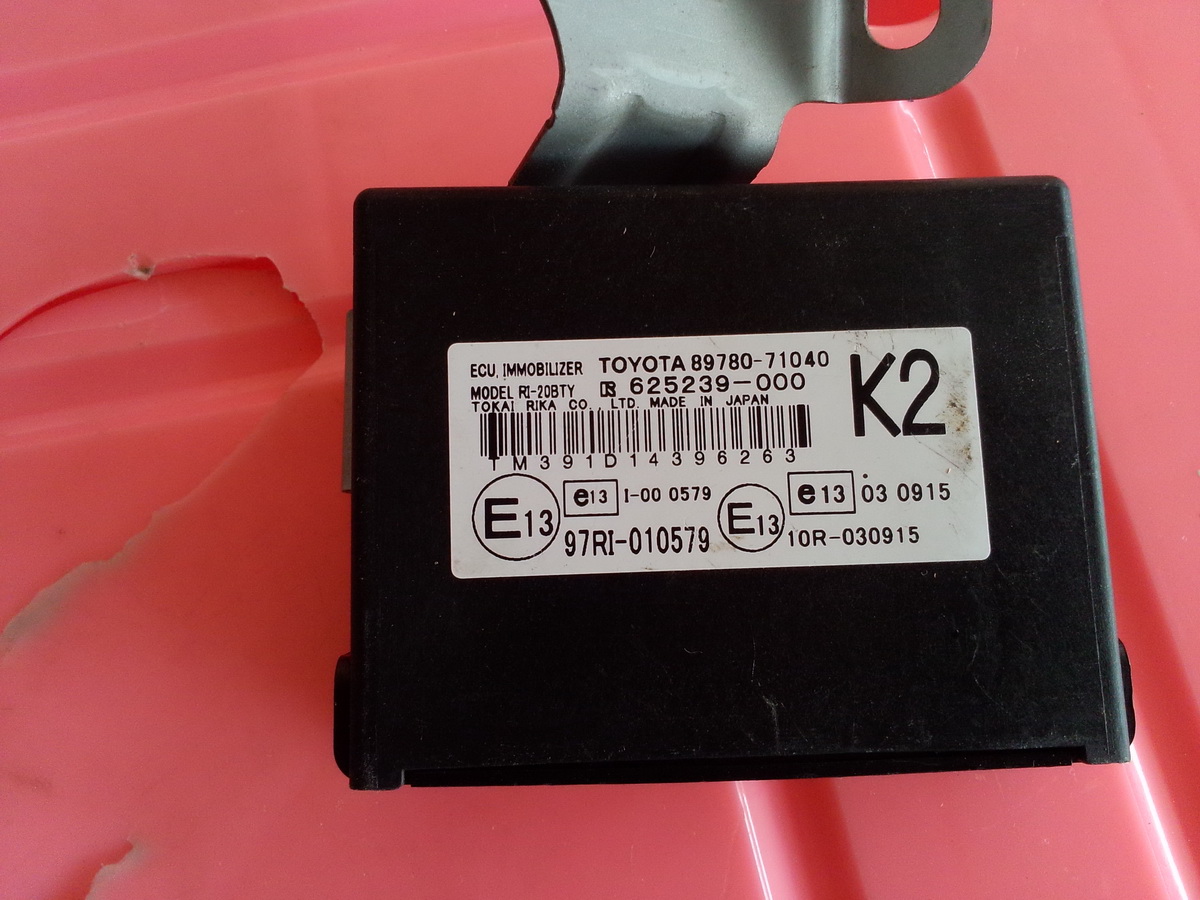 ECU, IMMOBILIZER TOYOTA 89780-71040
MODEL RI-20BTY R 625239-000
TOKAI RIKA CO., LTD. MADE IN JAPAN
K2
TM391D14396263
E13 e13 I-00 0579
97RI-010579
E13 e13 03 0915
10R-030915